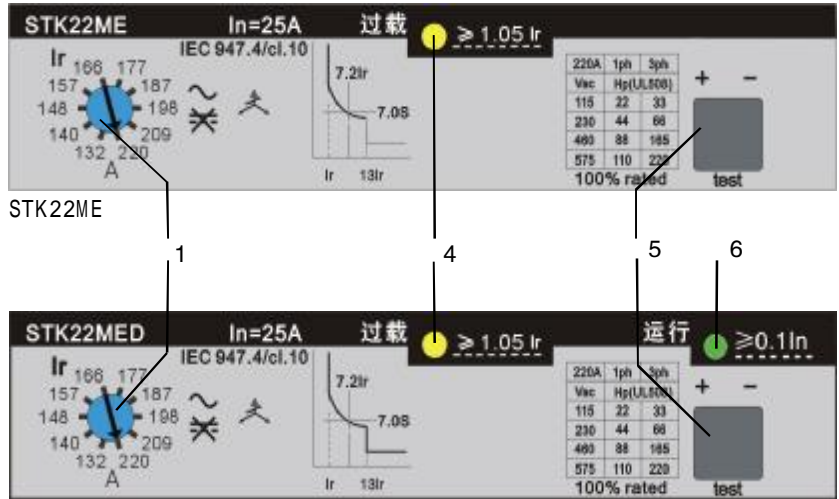 STK22ME In=25A 过载 ≥1.05 Ir
Ir IEC 947.4/cl.10
166 177
157 187
148 198
140 209
132 220
A
7.2Ir
7.0S
Ir 13Ir
220A 1ph 3ph
Vac Hp(UL508)
115 22 33
230 44 66
460 88 165
575 110 220
100% rated
+ −
test
STK22ME
1 4 5 6
STK22MED In=25A 过载 ≥1.05 Ir 运行 ≥0.1In
Ir IEC 947.4/cl.10
166 177
157 187
148 198
140 209
132 220
A
7.2Ir
7.0S
Ir 13Ir
220A 1ph 3ph
Vac Hp(UL508)
115 22 33
230 44 66
460 88 165
575 110 220
100% rated
+ −
test